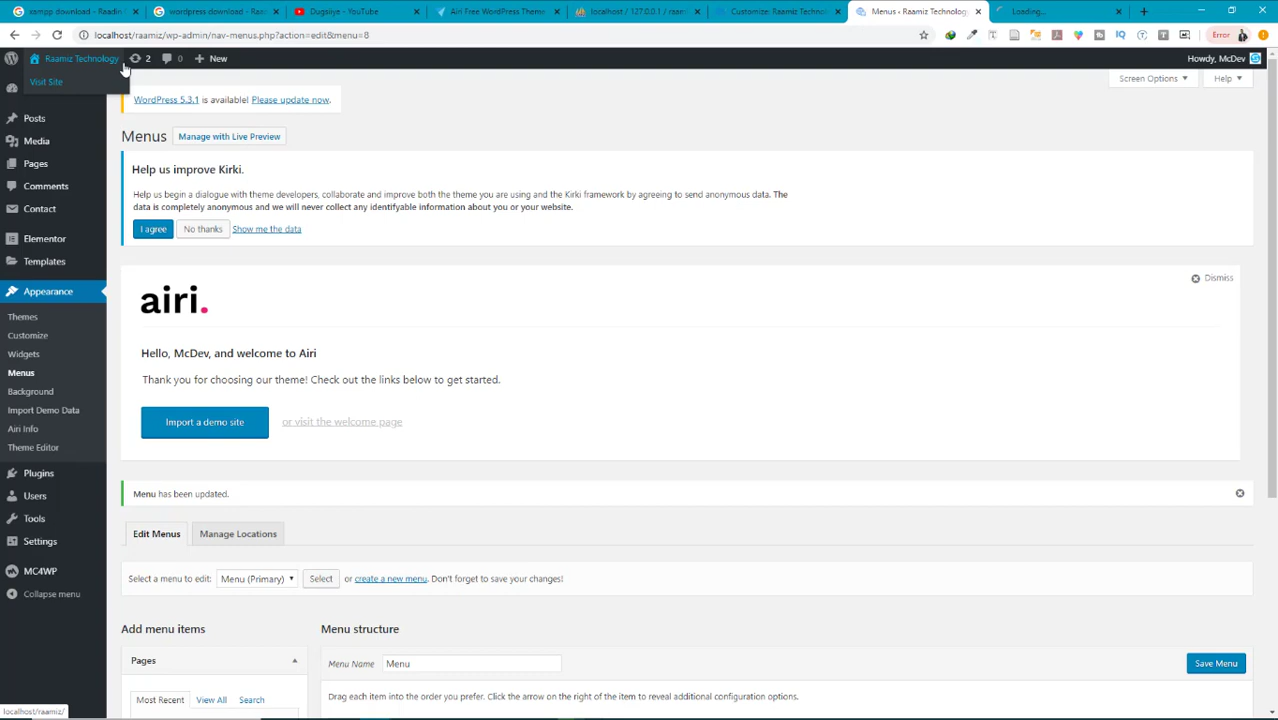 xampp download - Raadin
wordpress download - Raa
Dugsiiye - YouTube
Airi Free WordPress Theme
localhost / 127.0.0.1 / raa
Customize: Raamiz Technolog
Menus ‹ Raamiz Technology
Loading...
localhost/raamiz/wp-admin/nav-menus.php?action=edit&menu=8
Error
Raamiz Technology
2
0
New
Howdy, McDev
Visit Site
Screen Options
Help
WordPress 5.3.1 is available! Please update now.
Posts
Media
Pages
Comments
Contact
Elementor
Templates
Appearance
Themes
Customize
Widgets
Menus
Background
Import Demo Data
Airi Info
Theme Editor
Plugins
Users
Tools
Settings
MC4WP
Collapse menu
Menus
Manage with Live Preview
Help us improve Kirki.
Help us begin a dialogue with theme developers, collaborate and improve both the theme you are using and the Kirki framework by agreeing to send anonymous data. The
data is completely anonymous and we will never collect any identifyable information about you or your website.
I agree
No thanks
Show me the data
airi.
Dismiss
Hello, McDev, and welcome to Airi
Thank you for choosing our theme! Check out the links below to get started.
Import a demo site
or visit the welcome page
Menu has been updated.
Edit Menus
Manage Locations
Select a menu to edit:
Menu (Primary)
Select
or create a new menu. Don't forget to save your changes!
Add menu items
Menu structure
Pages
Menu Name
Menu
Save Menu
Most Recent
View All
Search
Drag each item into the order you prefer. Click the arrow on the right of the item to reveal additional configuration options.
localhost/raamiz/